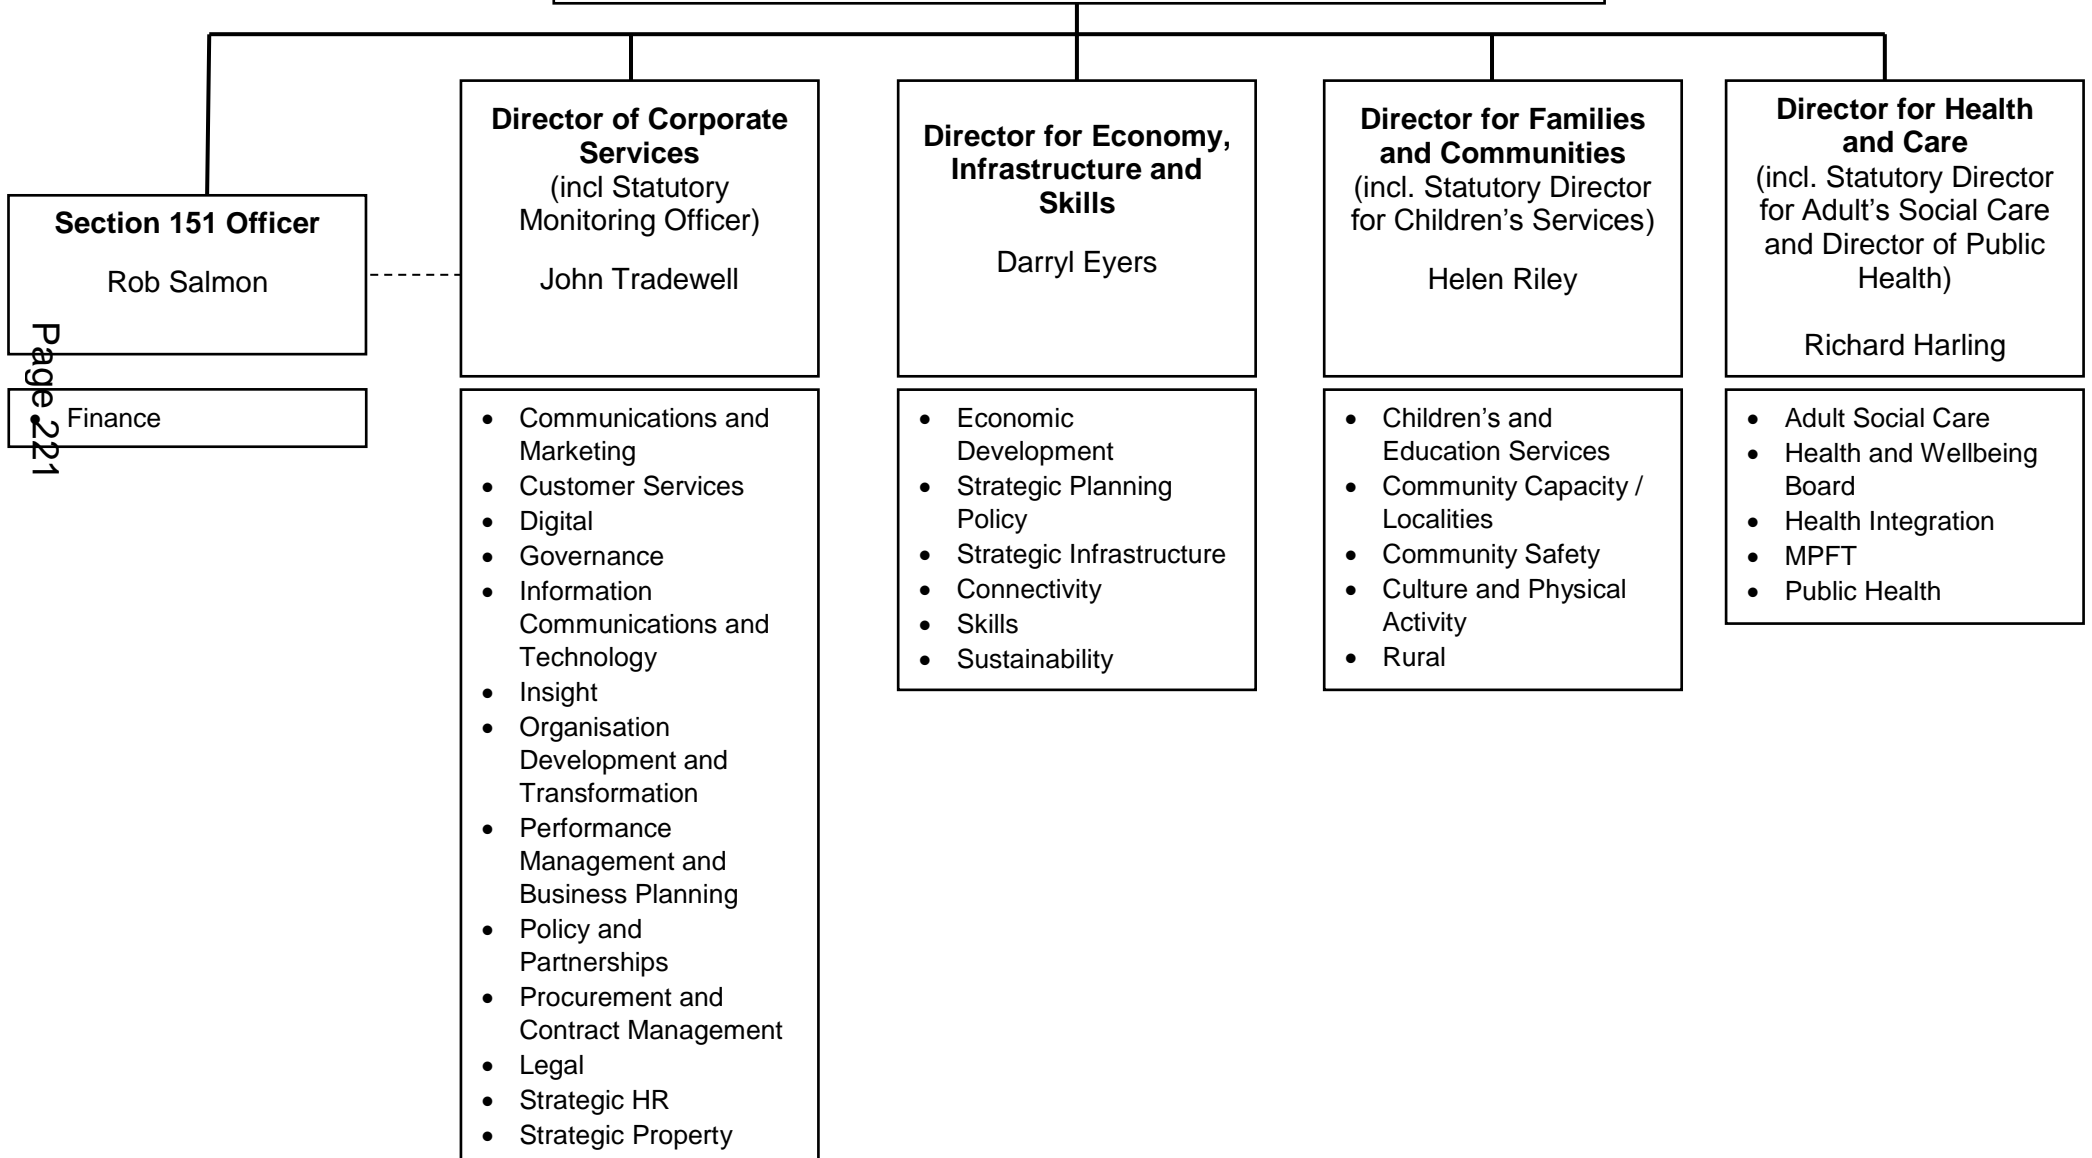 Section 151 Officer
Rob Salmon
Page 221
• Finance
Director of Corporate
Services
(incl Statutory
Monitoring Officer)
John Tradewell
• Communications and
Marketing
• Customer Services
• Digital
• Governance
• Information
Communications and
Technology
• Insight
• Organisation
Development and
Transformation
• Performance
Management and
Business Planning
• Policy and
Partnerships
• Procurement and
Contract Management
• Legal
• Strategic HR
• Strategic Property
Director for Economy,
Infrastructure and
Skills
Darryl Eyers
• Economic
Development
• Strategic Planning
Policy
• Strategic Infrastructure
• Connectivity
• Skills
• Sustainability
Director for Families
and Communities
(incl. Statutory Director
for Children’s Services)
Helen Riley
• Children’s and
Education Services
• Community Capacity /
Localities
• Community Safety
• Culture and Physical
Activity
• Rural
Director for Health
and Care
(incl. Statutory Director
for Adult’s Social Care
and Director of Public
Health)
Richard Harling
• Adult Social Care
• Health and Wellbeing
Board
• Health Integration
• MPFT
• Public Health